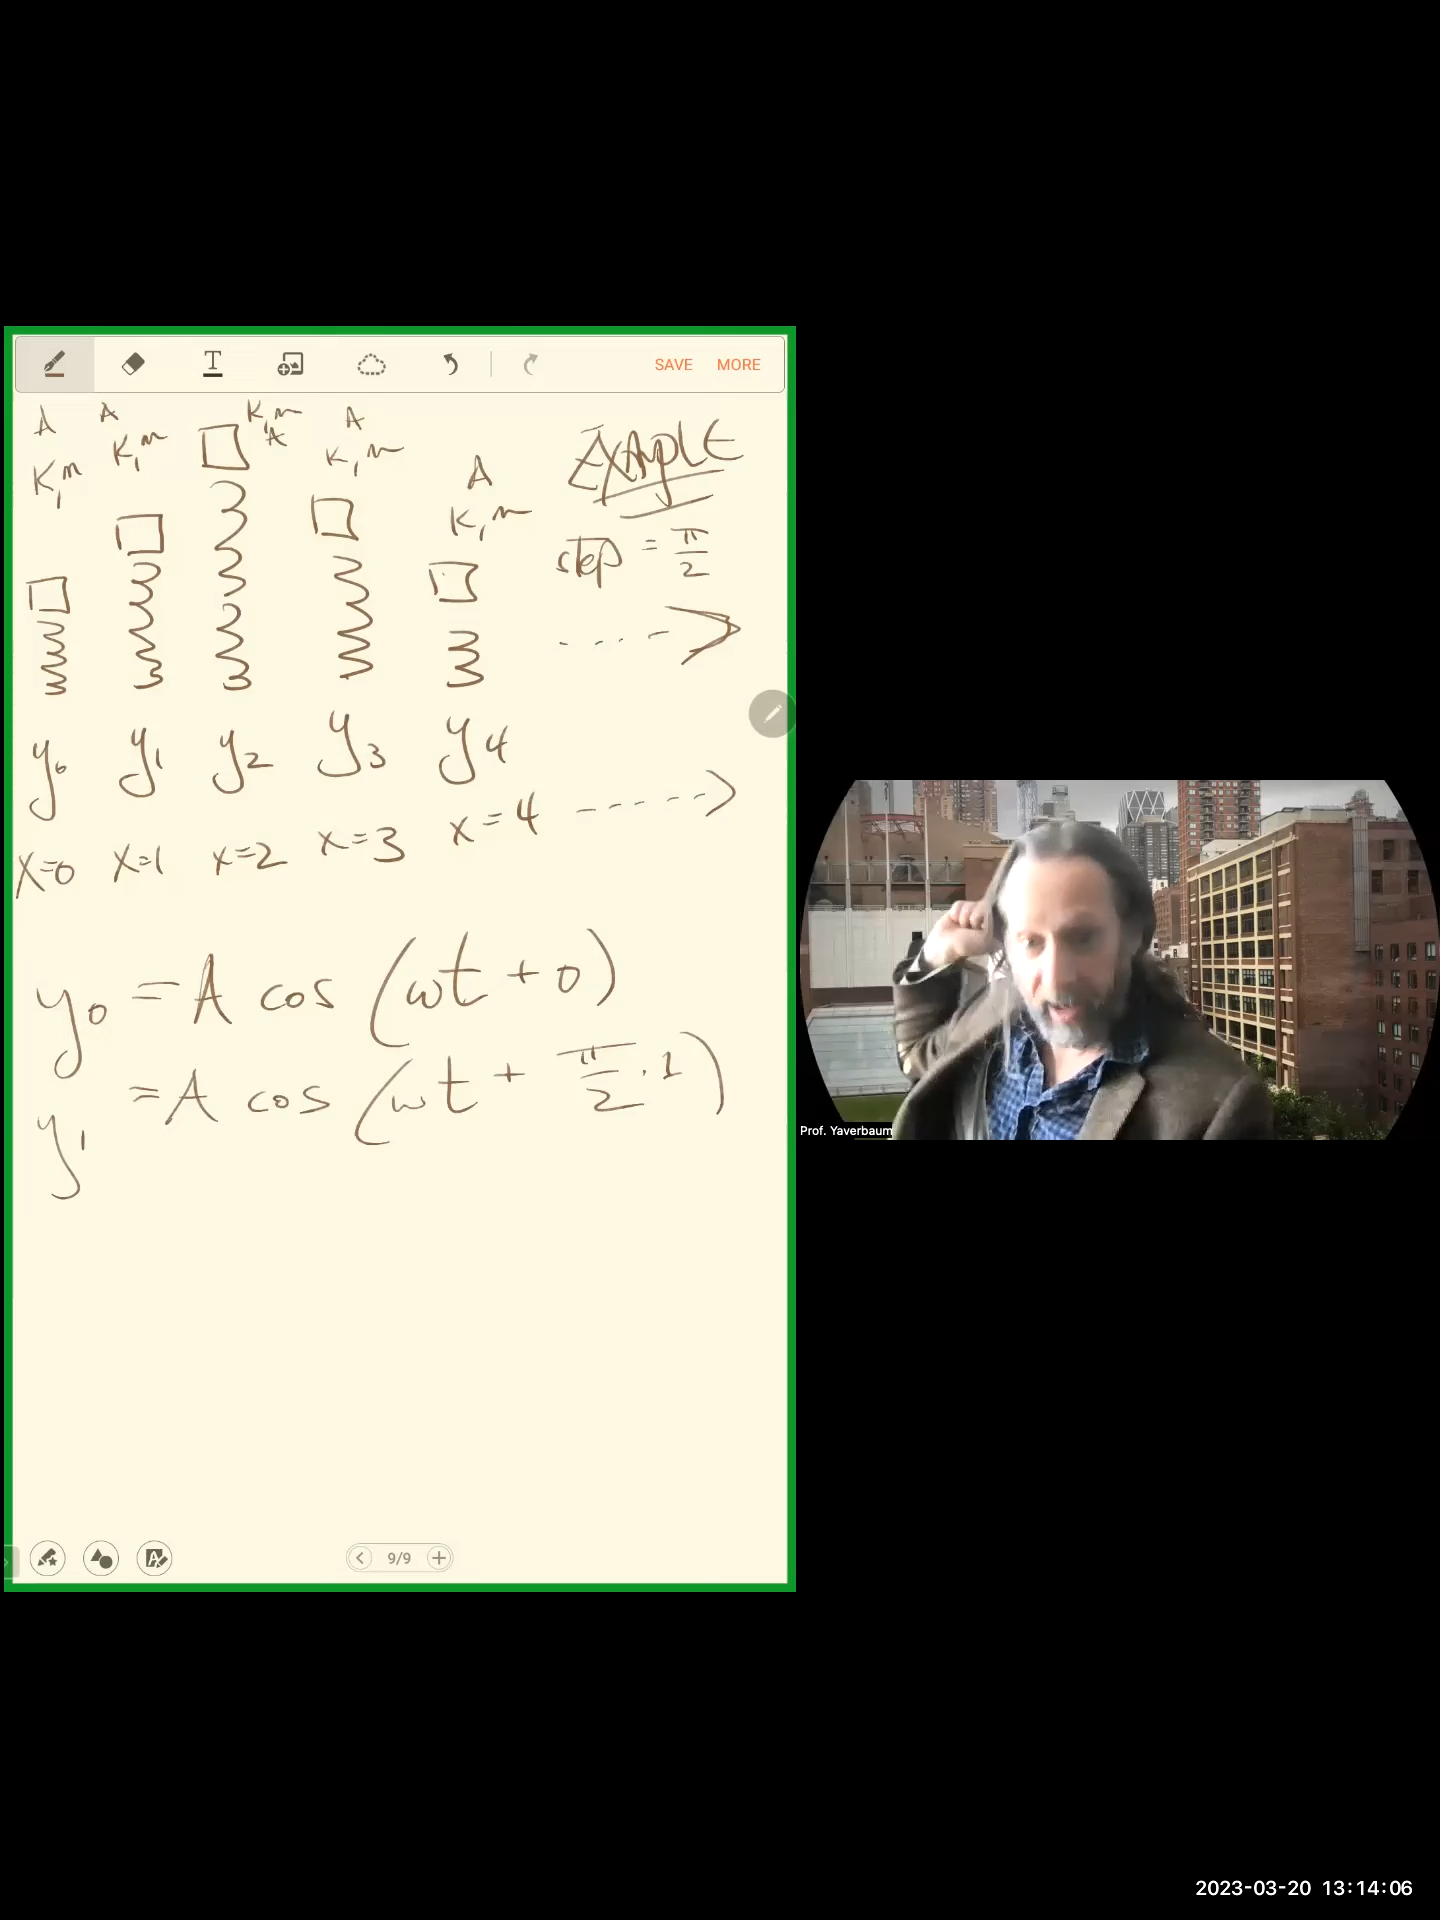 T SAVE MORE
A A K,m A
K,m K,m A K,m A K,m
EXAMPLE
step = π/2
y0 y1 y2 y3 y4
x=0 x=1 x=2 x=3 x=4 ---->
y0 = A cos (ωt + 0)
y1 = A cos (ωt + π/2 · 1)
Prof. Yaverbaum
9/9
2023-03-20 13:14:06